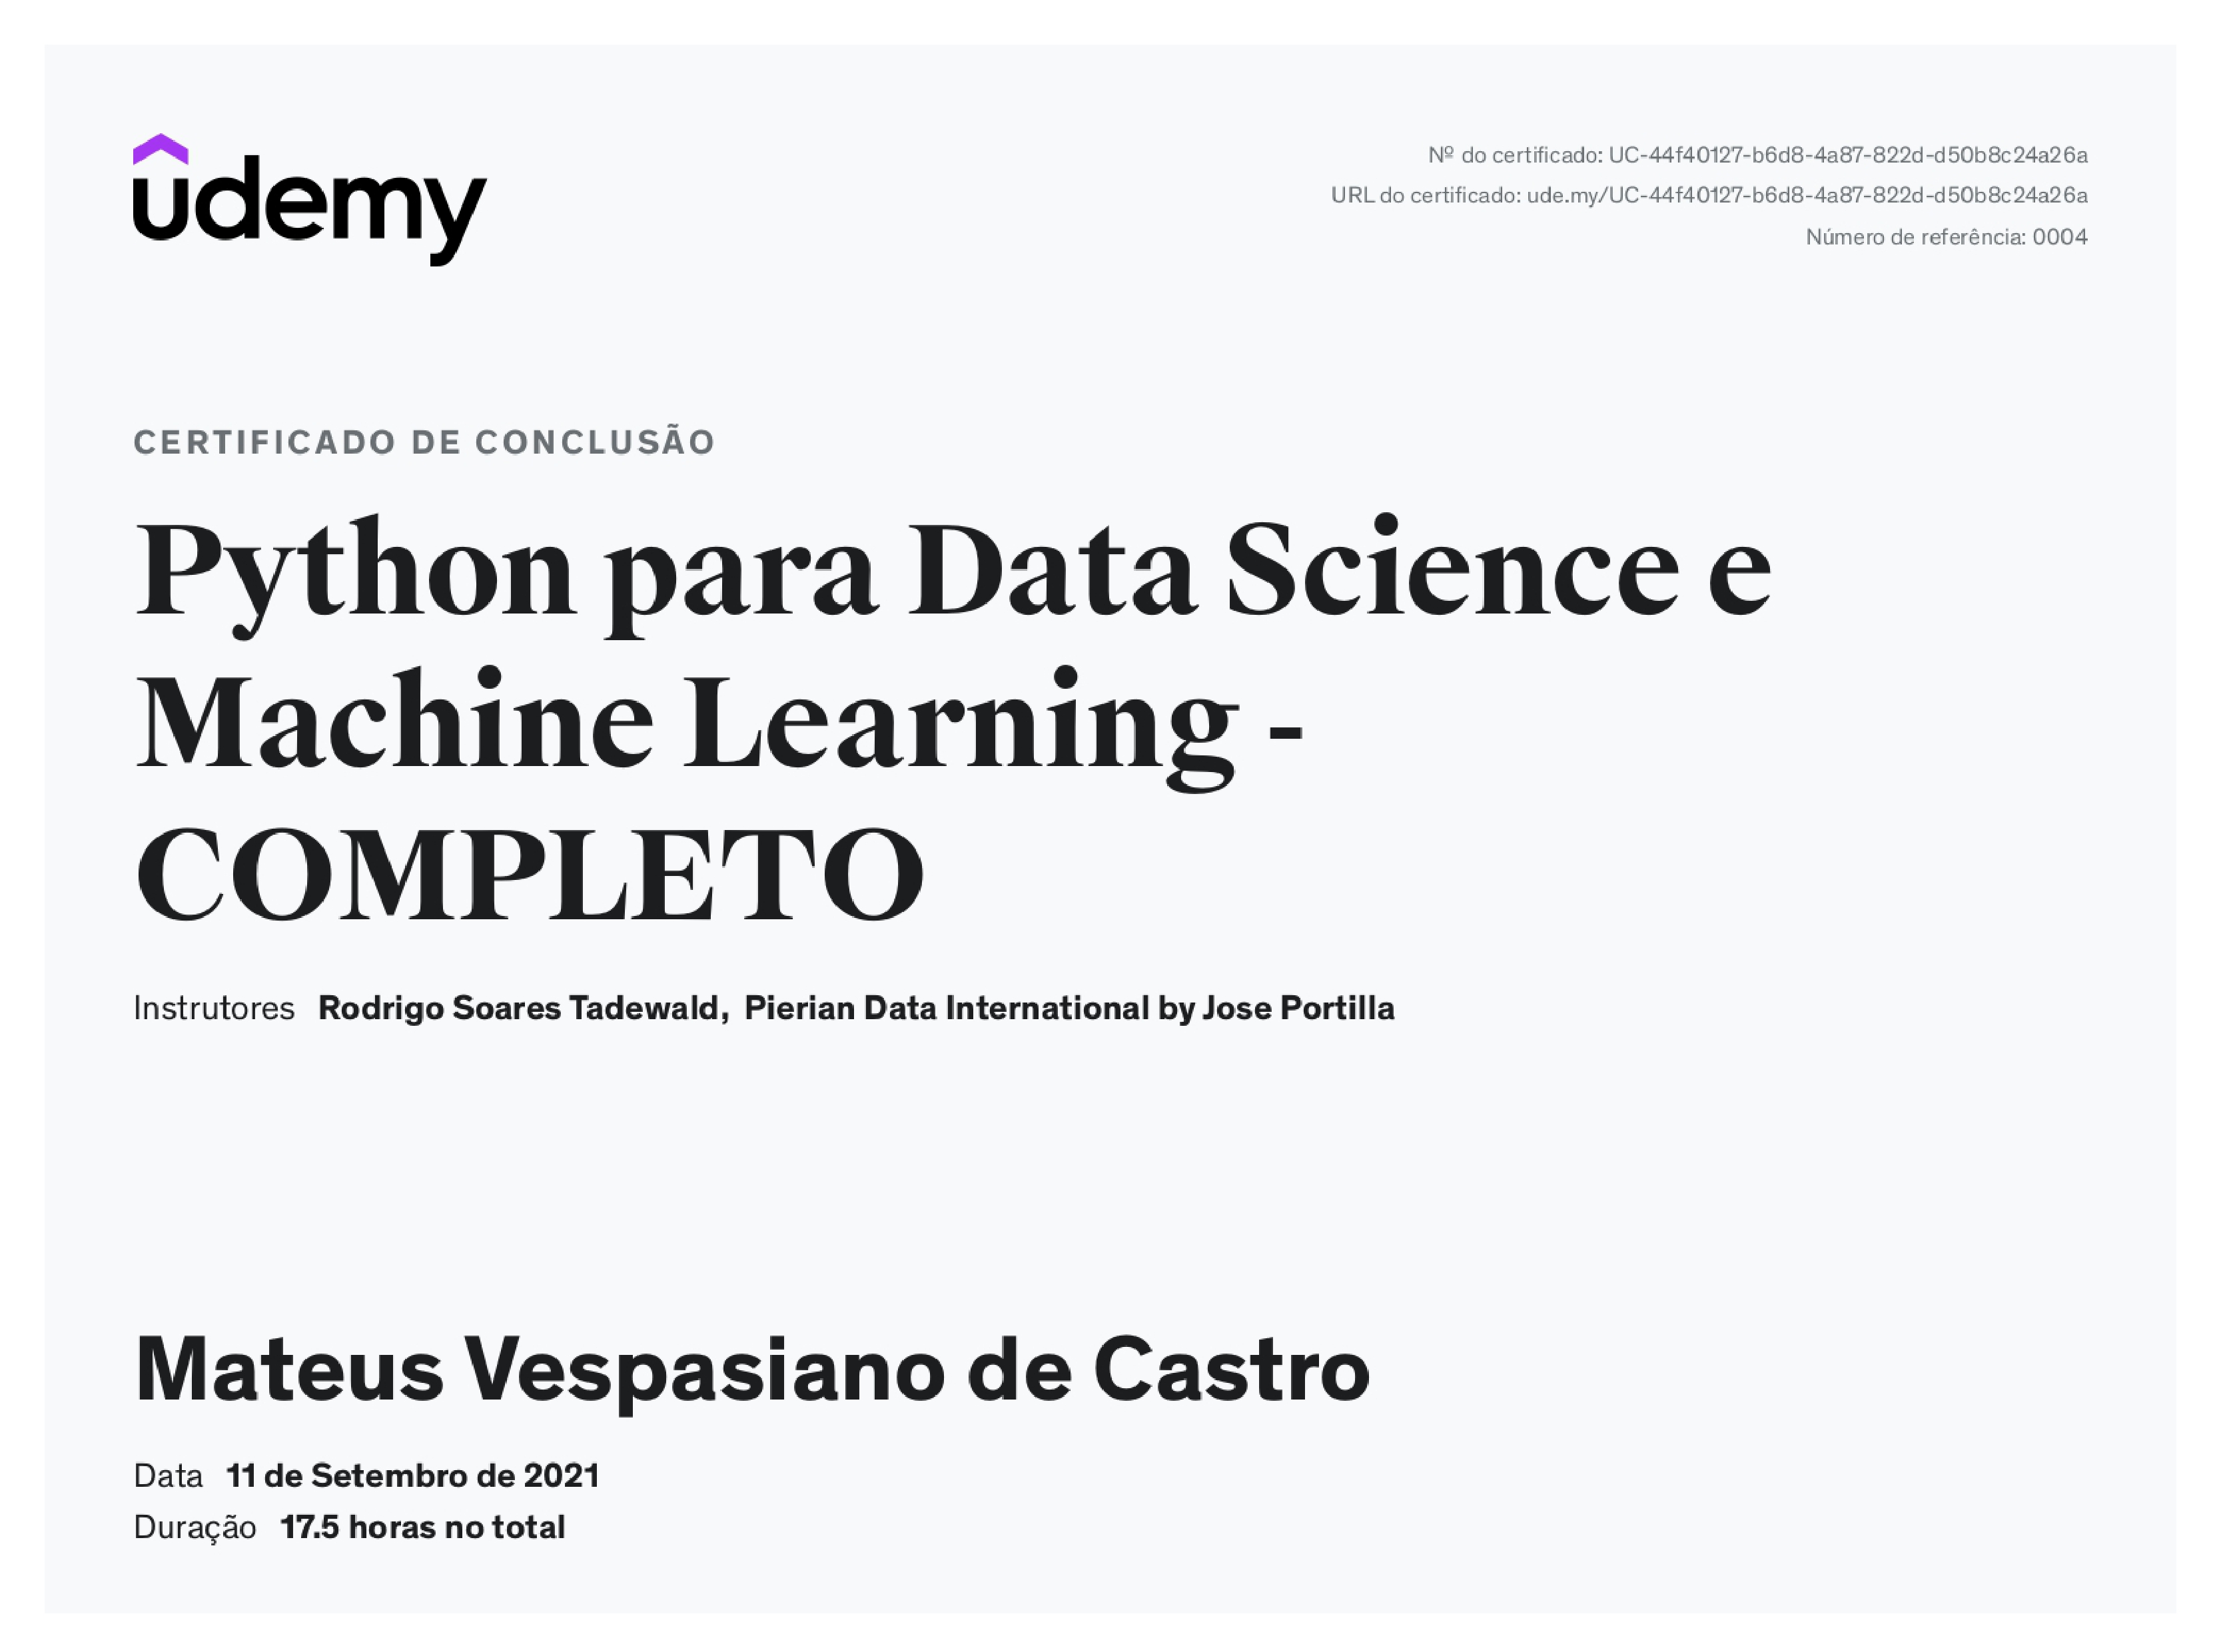 udemy
Nº do certificado: UC-44f40127-b6d8-4a87-822d-d50b8c24a26a
URL do certificado: ude.my/UC-44f40127-b6d8-4a87-822d-d50b8c24a26a
Número de referência: 0004
CERTIFICADO DE CONCLUSÃO
Python para Data Science e
Machine Learning -
COMPLETO
Instrutores Rodrigo Soares Tadewald, Pierian Data International by Jose Portilla
Mateus Vespasiano de Castro
Data 11 de Setembro de 2021
Duração 17.5 horas no total